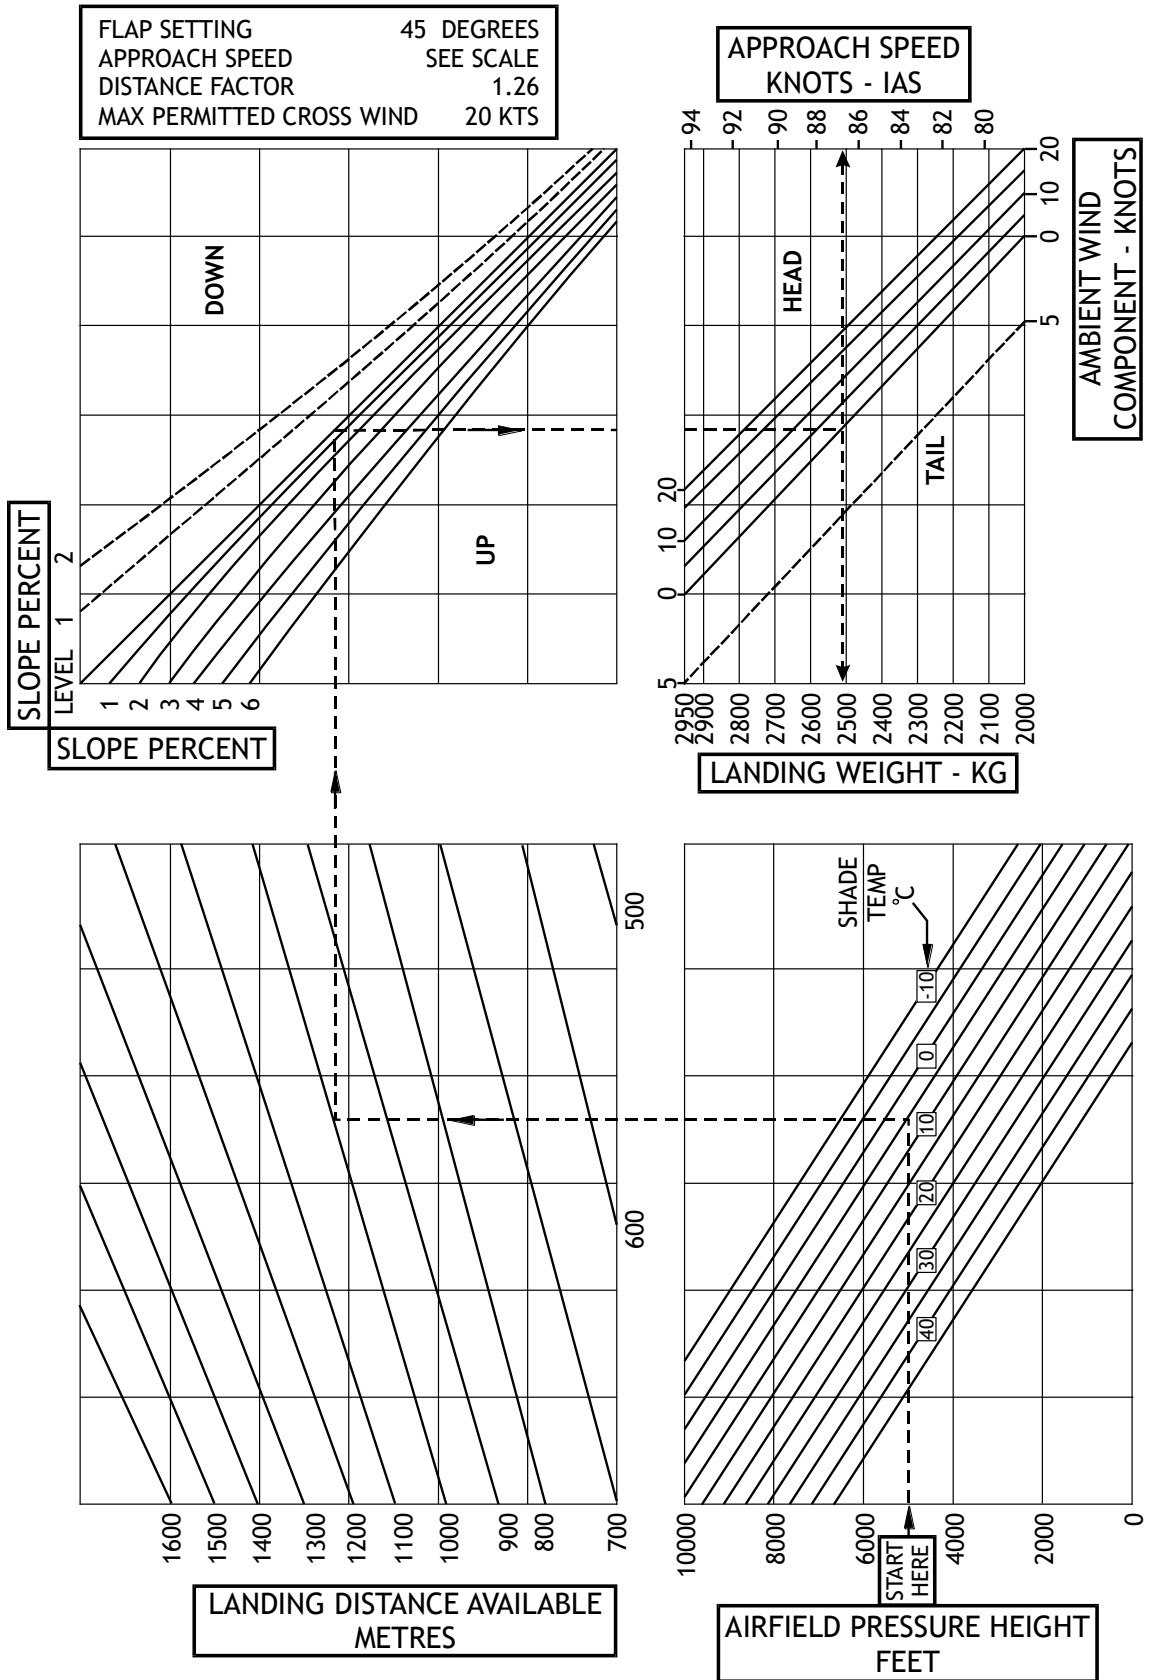 FLAP SETTING 45 DEGREES
APPROACH SPEED SEE SCALE
DISTANCE FACTOR 1.26
MAX PERMITTED CROSS WIND 20 KTS
APPROACH SPEED
KNOTS - IAS
94
92
90
88
86
84
82
80
SLOPE PERCENT
LEVEL 1 2
1
2
3
4
5
6
SLOPE PERCENT
DOWN
UP
5 0 10 20
HEAD
TAIL
5 0 10 20
AMBIENT WIND
COMPONENT - KNOTS
2950
2900
2800
2700
2600
2500
2400
2300
2200
2100
2000
LANDING WEIGHT - KG
1600
1500
1400
1300
1200
1100
1000
900
800
700
600
500
LANDING DISTANCE AVAILABLE
METRES
SHADE
TEMP
°C
-10
0
10
20
30
40
10000
8000
6000
4000
2000
0
START
HERE
AIRFIELD PRESSURE HEIGHT
FEET